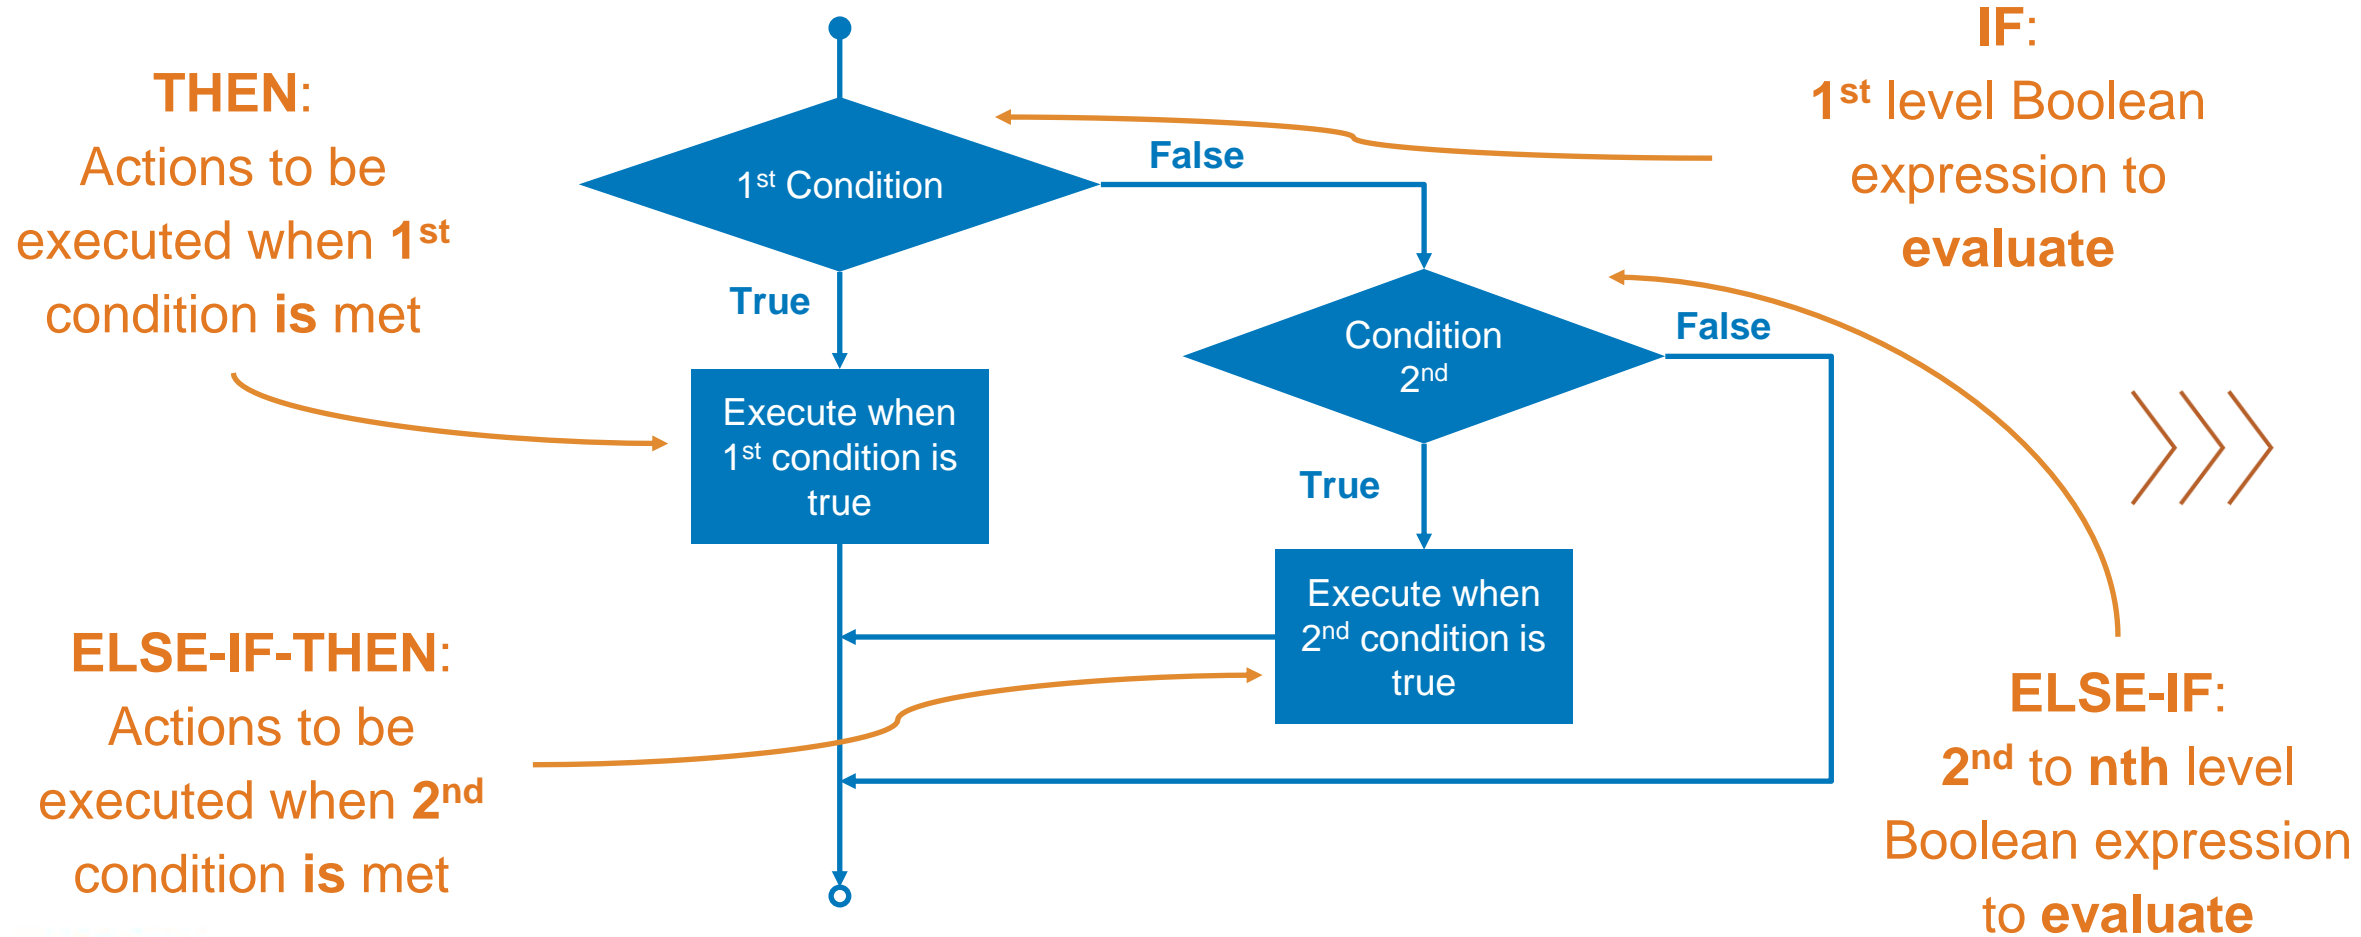 IF:
1st level Boolean
expression to
evaluate
THEN:
Actions to be
executed when 1st
condition is met
1st Condition
False
True
Condition
2nd
False
True
Execute when
1st condition is
true
Execute when
2nd condition is
true
ELSE-IF-THEN:
Actions to be
executed when 2nd
condition is met
ELSE-IF:
2nd to nth level
Boolean expression
to evaluate